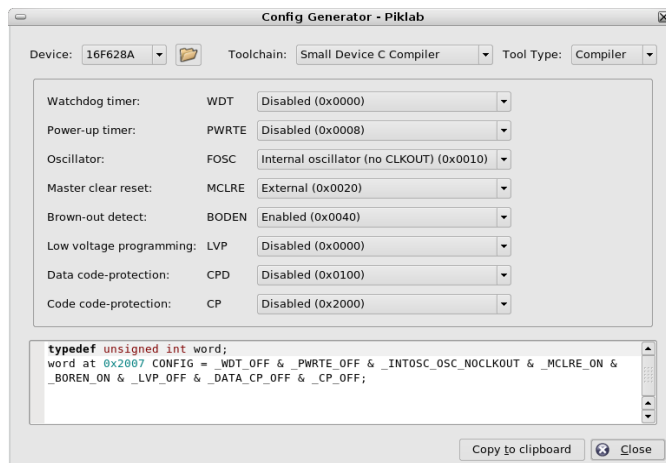 Config Generator - Piklab
Device: 16F628A Toolchain: Small Device C Compiler Tool Type: Compiler
Watchdog timer: WDT Disabled (0x0000)
Power-up timer: PWRTE Disabled (0x0008)
Oscillator: FOSC Internal oscillator (no CLKOUT) (0x0010)
Master clear reset: MCLRE External (0x0020)
Brown-out detect: BODEN Enabled (0x0040)
Low voltage programming: LVP Disabled (0x0000)
Data code-protection: CPD Disabled (0x0100)
Code code-protection: CP Disabled (0x2000)
typedef unsigned int word;
word at 0x2007 CONFIG = _WDT_OFF & _PWRTE_OFF & _INTOSC_OSC_NOCLKOUT & _MCLRE_ON &
_BOREN_ON & _LVP_OFF & _DATA_CP_OFF & _CP_OFF;
Copy to clipboard Close